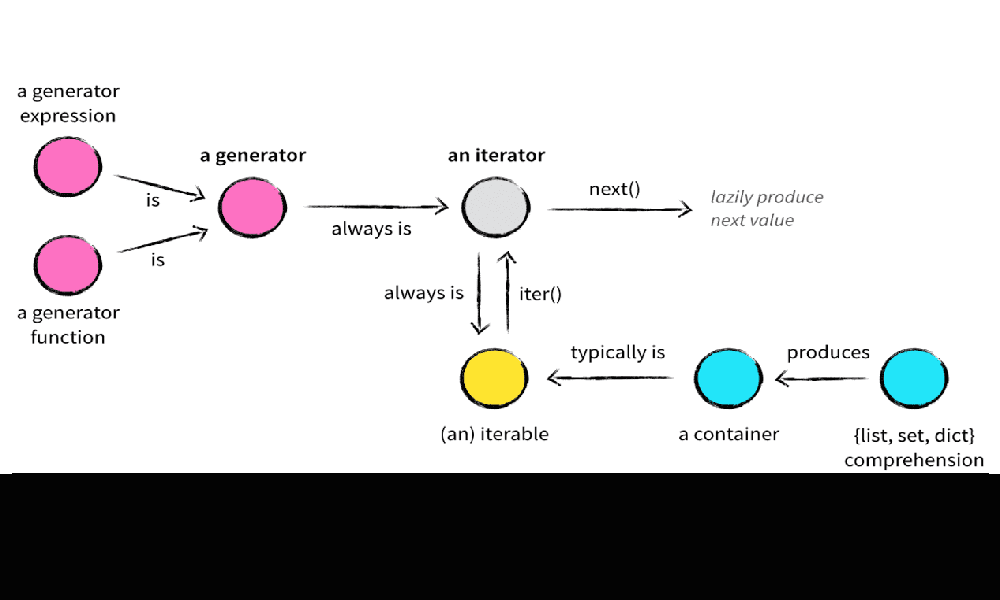 a generator
expression
a generator
an iterator
next()
lazily produce
next value
is
always is
is
always is
iter()
a generator
function
typically is
produces
(an) iterable
a container
{list, set, dict}
comprehension